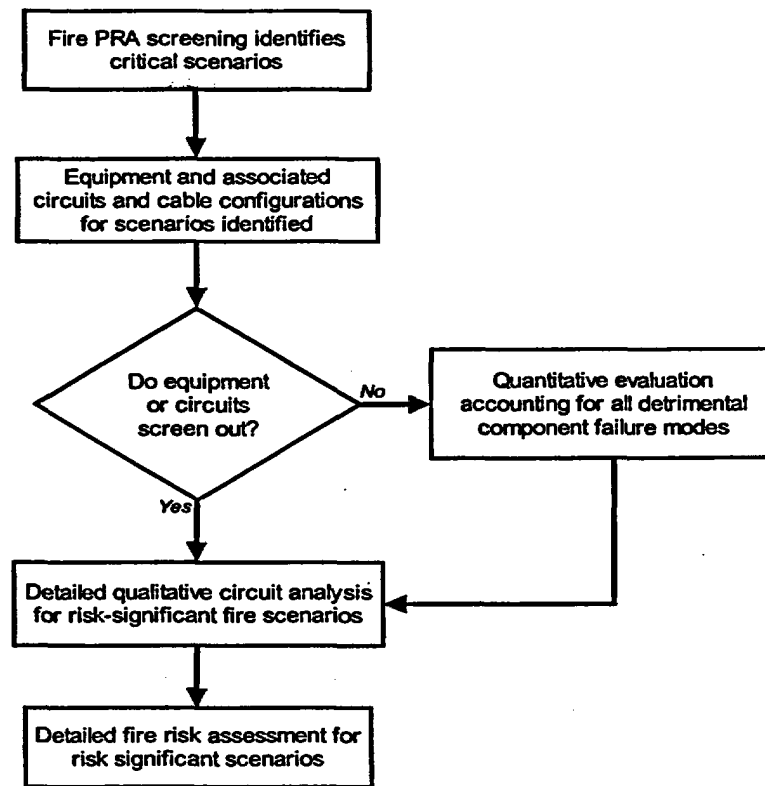 Fire PRA screening identifies
critical scenarios
Equipment and associated
circuits and cable configurations
for scenarios identified
Do equipment
or circuits
screen out?
No
Quantitative evaluation
accounting for all detrimental
component failure modes
Yes
Detailed qualitative circuit analysis
for risk-significant fire scenarios
Detailed fire risk assessment for
risk significant scenarios